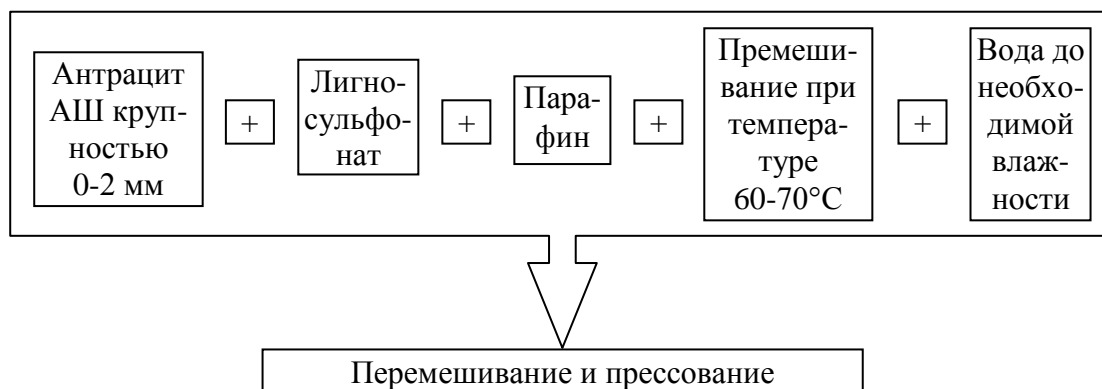 Антрацит
АШ круп-
ностью
0-2 мм
+
Лигно-
сульфо-
нат
+
Пара-
фин
+
Премеши-
вание при
темпера-
туре
60-70°С
+
Вода до
необхо-
димой
влаж-
ности
Перемешивание и прессование